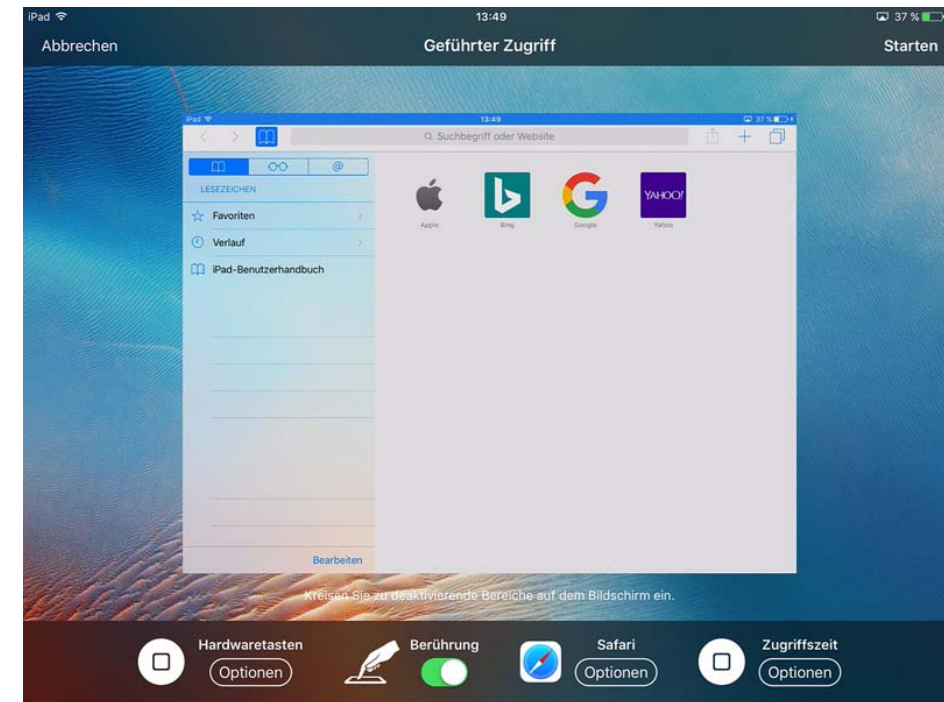 iPad 13:49 37 %
Abbrechen Geführter Zugriff Starten
iPad 13:49 37 %
Suchbegriff oder Website
@
LESEZEICHEN
Favoriten
Verlauf
iPad-Benutzerhandbuch
YAHOO!
Apple Bing Google Yahoo
Bearbeiten
Kreisen Sie zu deaktivierende Bereiche auf dem Bildschirm ein.
Hardwaretasten Berührung Safari Zugriffszeit
Optionen Optionen Optionen